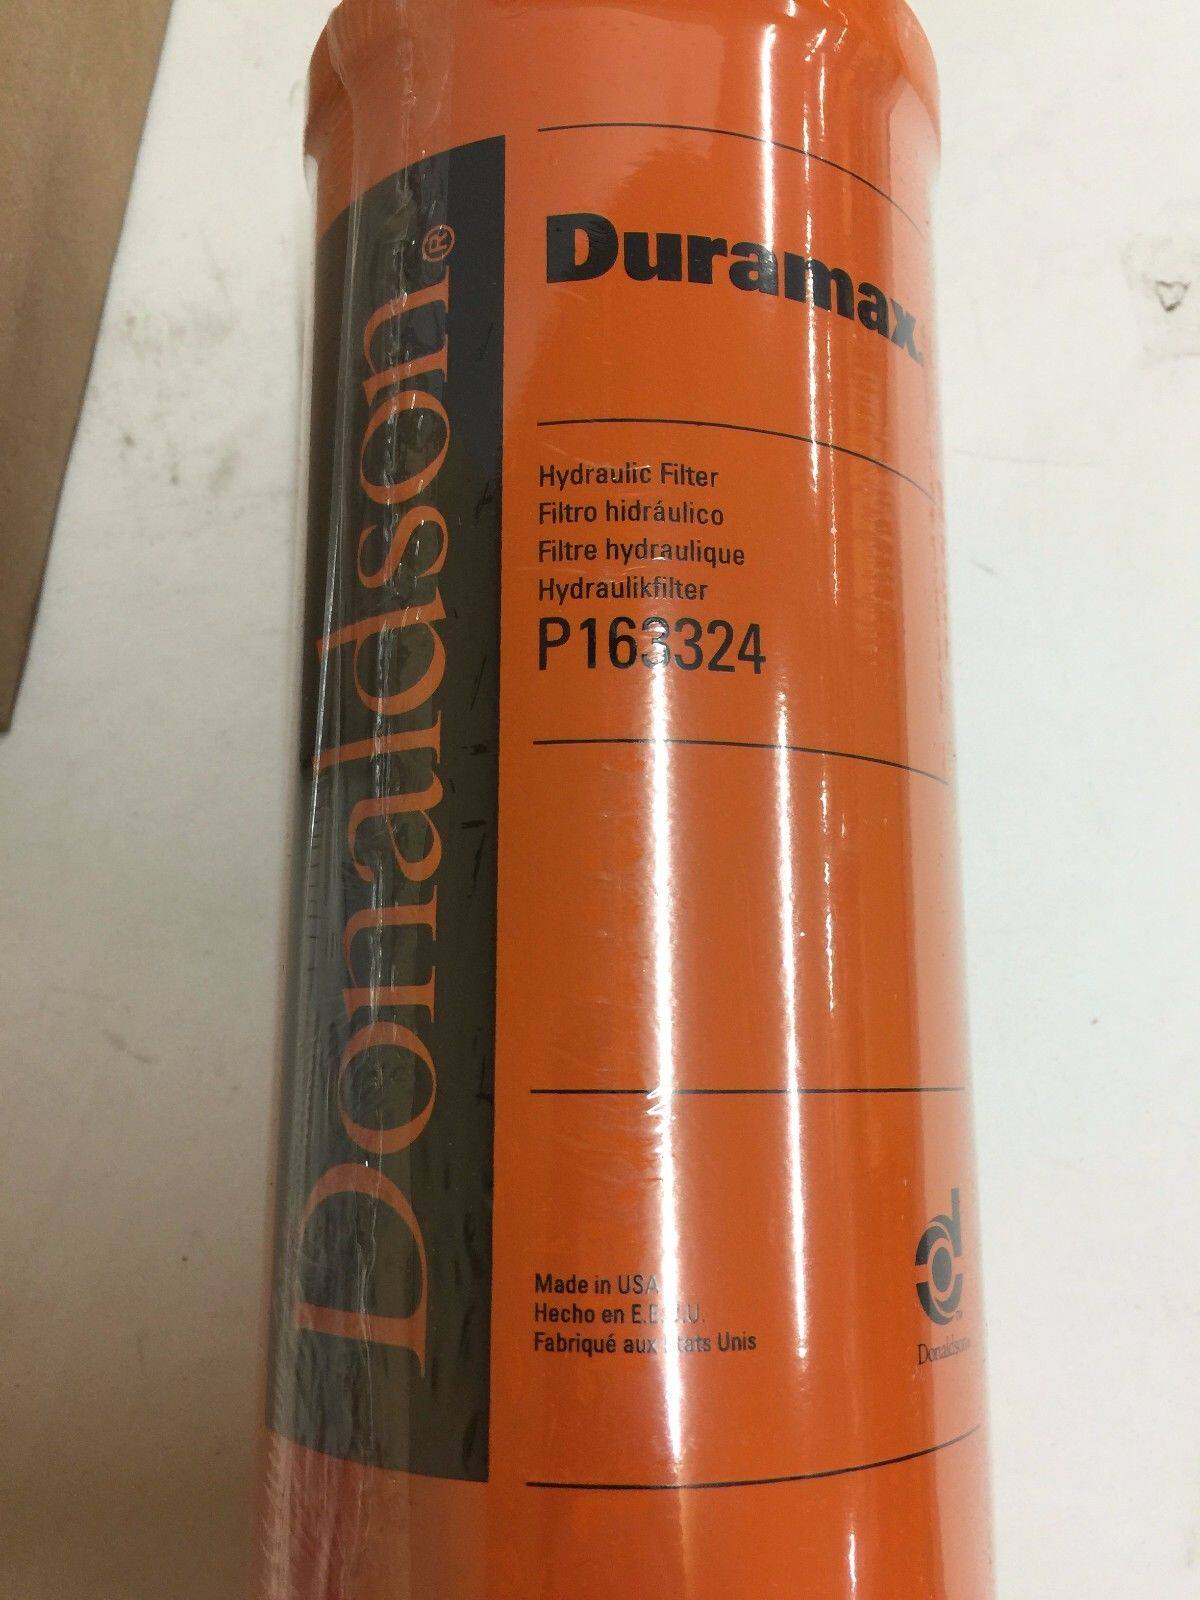 Donaldson®
Duramax
Hydraulic Filter
Filtro hidráulico
Filtre hydraulique
Hydraulikfilter
P163324
Made in USA
Hecho en E.E.U.U.
Fabriqué aux Etats Unis
Donaldson